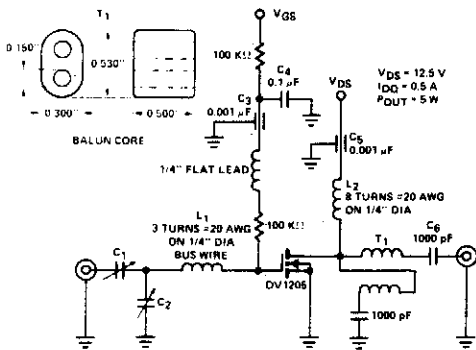 T1
0.150"
0.530"
0.300"
0.500"
BALUN CORE
VGS
100 KΩ
C4
0.1 µF
C3
0.001 µF
1/4" FLAT LEAD
100 KΩ
VDS
VDS = 12.5 V
IDQ = 0.5 A
POUT = 5 W
C5
0.001 µF
L2
8 TURNS =20 AWG
ON 1/4" DIA
L1
3 TURNS =20 AWG
ON 1/4" DIA
BUS WIRE
C1
C2
DV1205
T1
C6
1000 pF
1000 pF